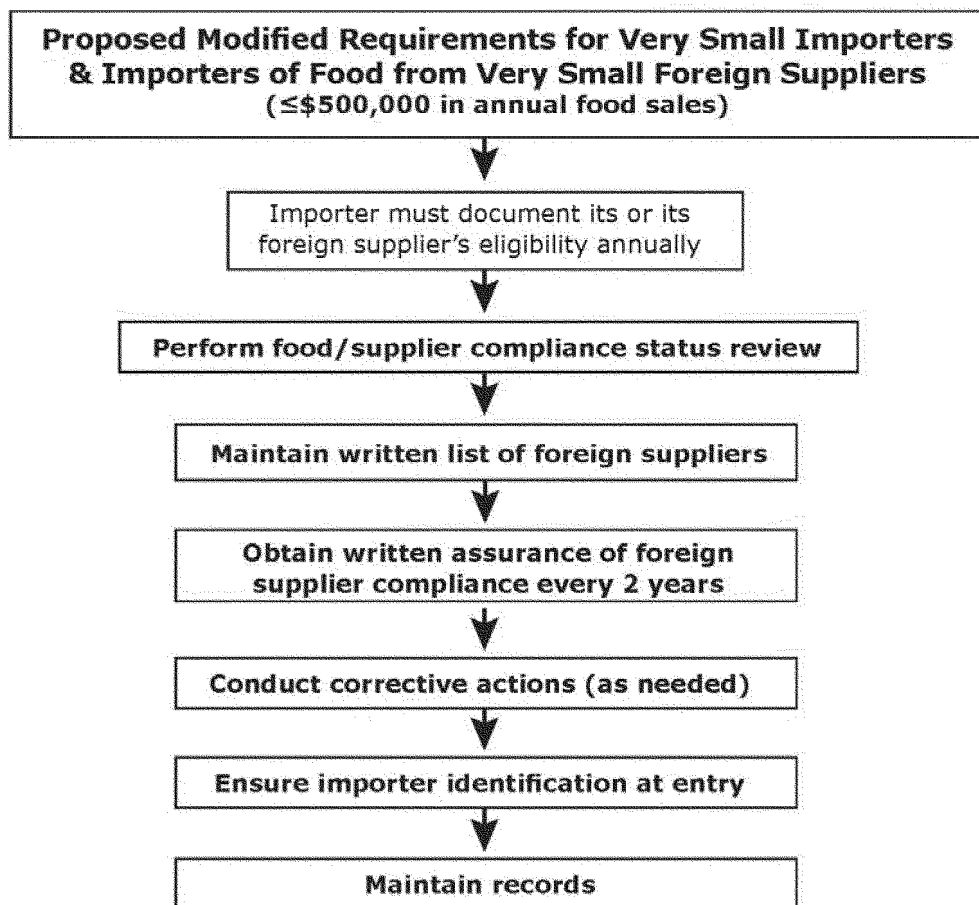 Proposed Modified Requirements for Very Small Importers
& Importers of Food from Very Small Foreign Suppliers
(≤$500,000 in annual food sales)
Importer must document its or its
foreign supplier's eligibility annually
Perform food/supplier compliance status review
Maintain written list of foreign suppliers
Obtain written assurance of foreign
supplier compliance every 2 years
Conduct corrective actions (as needed)
Ensure importer identification at entry
Maintain records